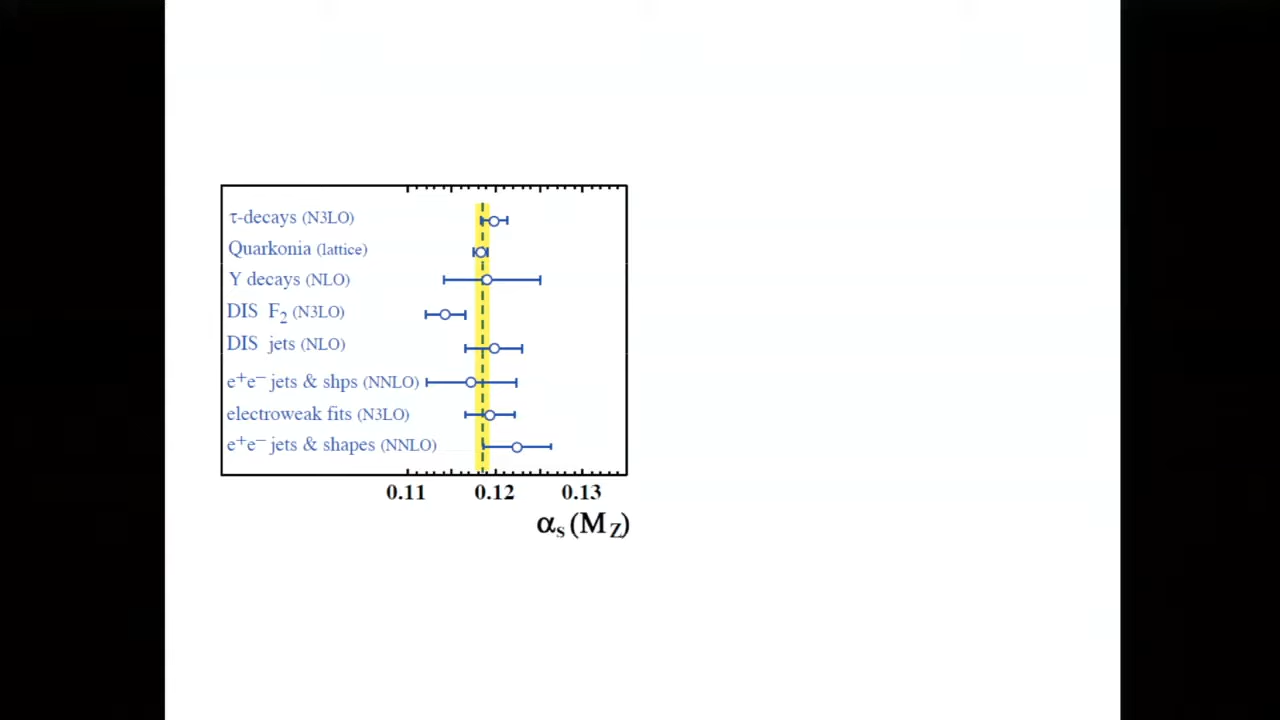 τ-decays (N3LO)
Quarkonia (lattice)
Υ decays (NLO)
DIS F₂ (N3LO)
DIS jets (NLO)
e⁺e⁻ jets & shps (NNLO)
electroweak fits (N3LO)
e⁺e⁻ jets & shapes (NNLO)
0.11 0.12 0.13
αₛ (M_Z)